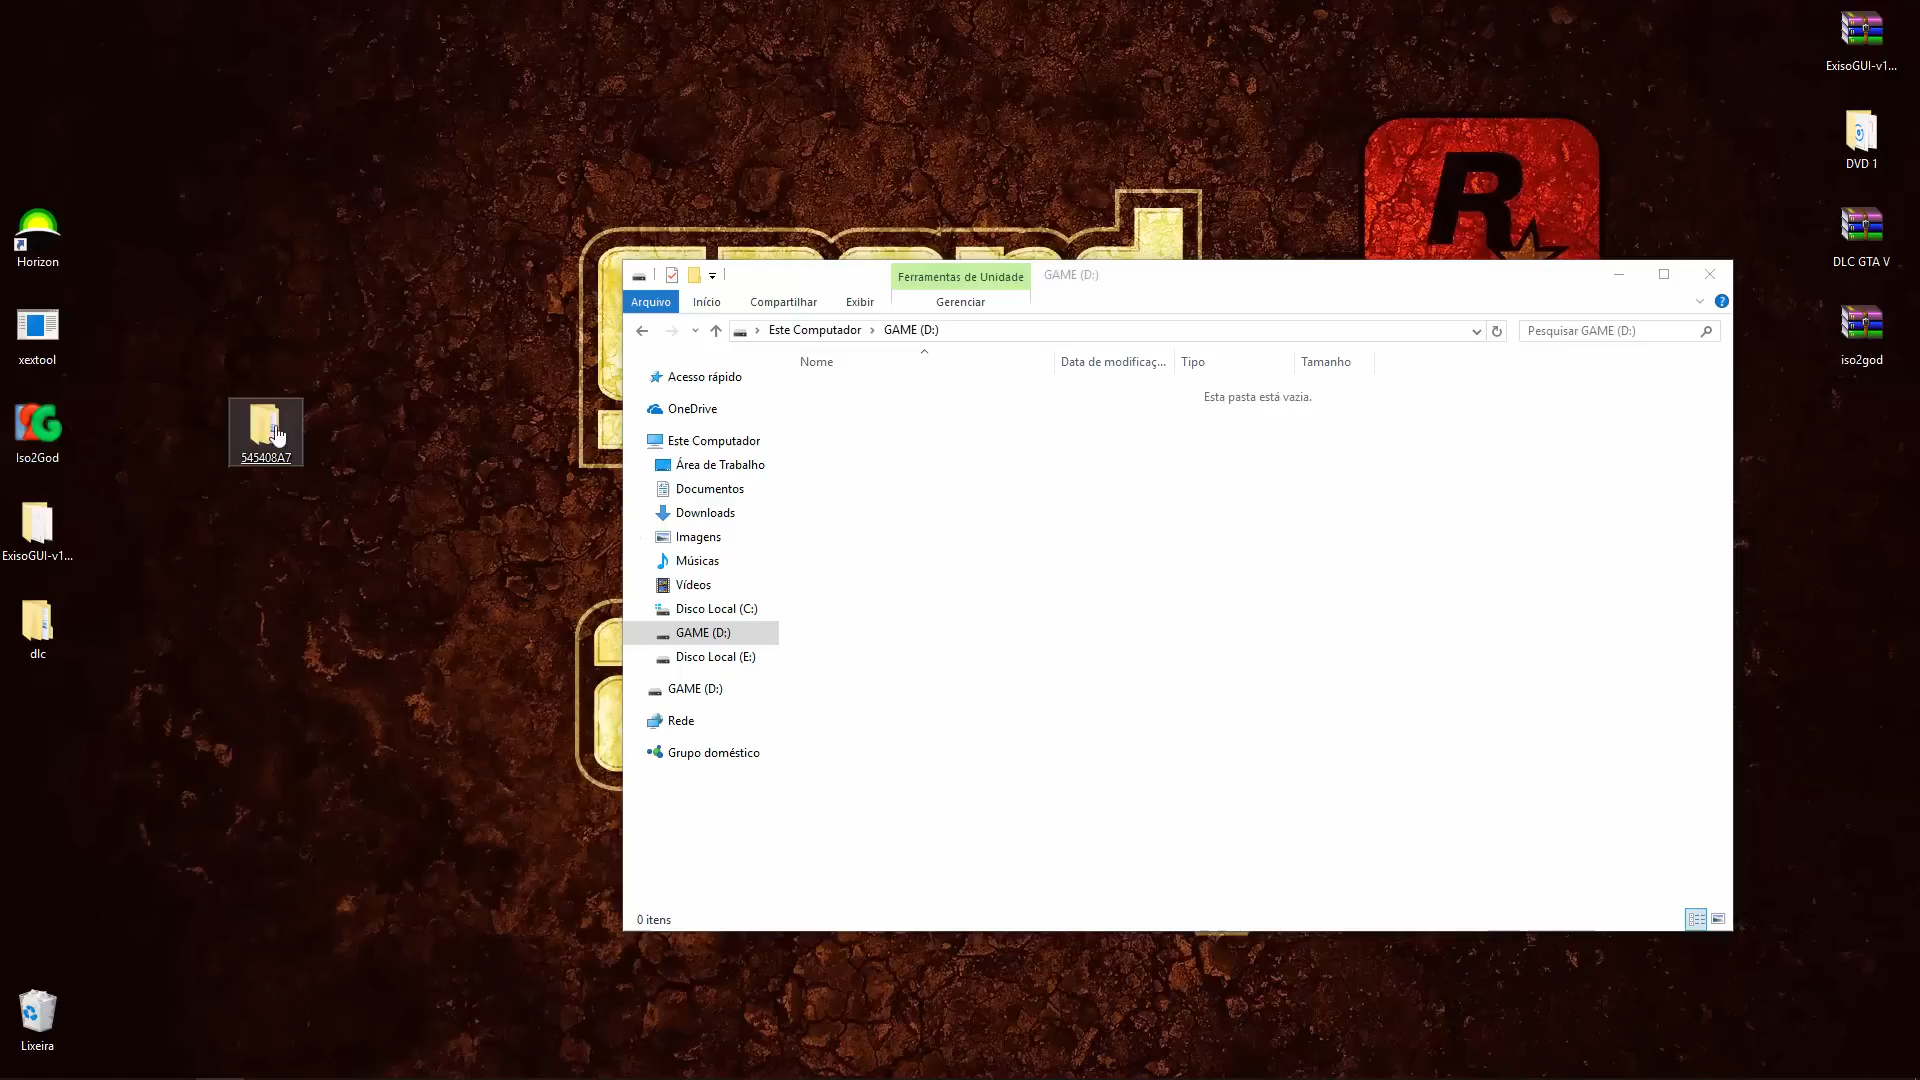 Horizon
xextool
Iso2God
ExisoGUI-v1...
dlc
Lixeira
545408A7
Ferramentas de Unidade
GAME (D:)
Arquivo
Início
Compartilhar
Exibir
Gerenciar
Este Computador
GAME (D:)
Pesquisar GAME (D:)
Nome
Data de modificaç...
Tipo
Tamanho
Esta pasta está vazia.
Acesso rápido
OneDrive
Este Computador
Área de Trabalho
Documentos
Downloads
Imagens
Músicas
Vídeos
Disco Local (C:)
GAME (D:)
Disco Local (E:)
GAME (D:)
Rede
Grupo doméstico
0 itens
R
ExisoGUI-v1...
DVD 1
DLC GTA V
iso2god